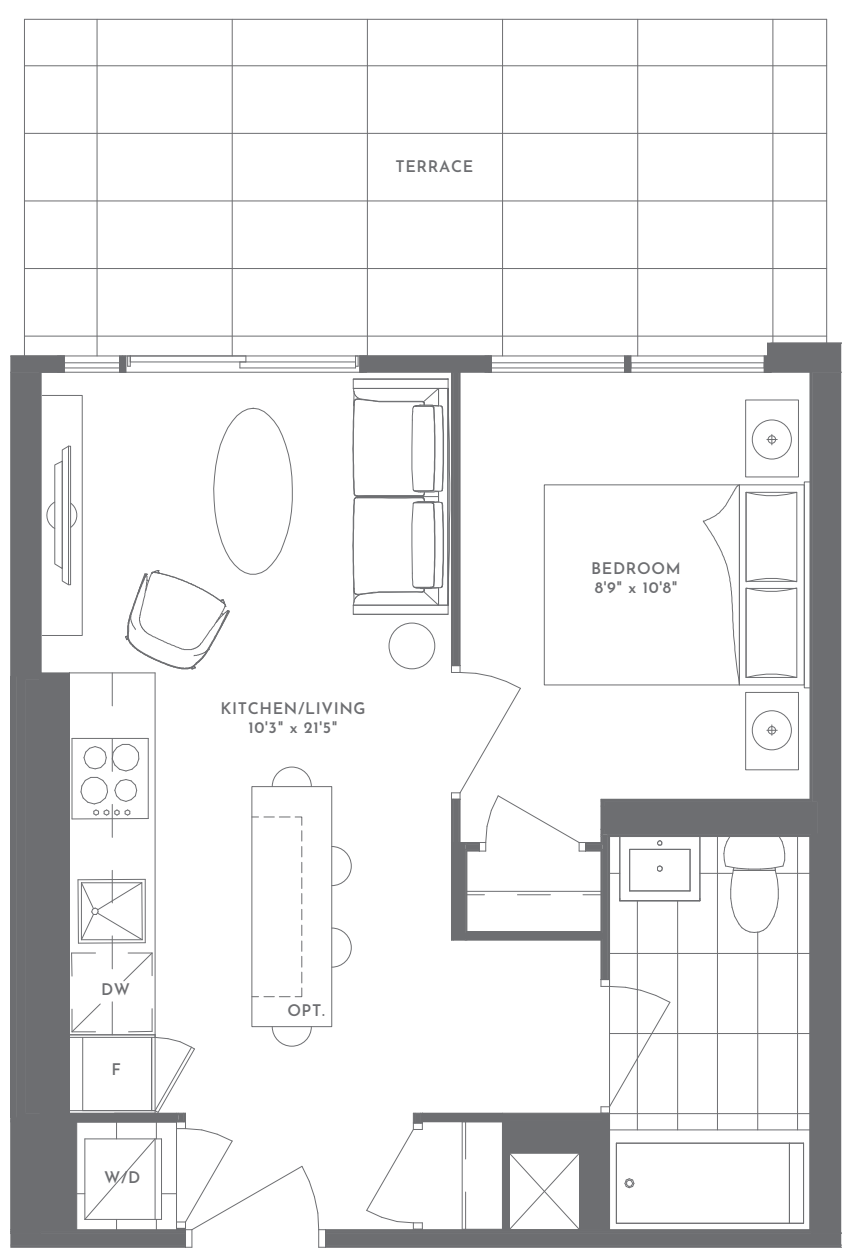 TERRACE
BEDROOM
8'9" x 10'8"
KITCHEN/LIVING
10'3" x 21'5"
DW
OPT.
F
W/D